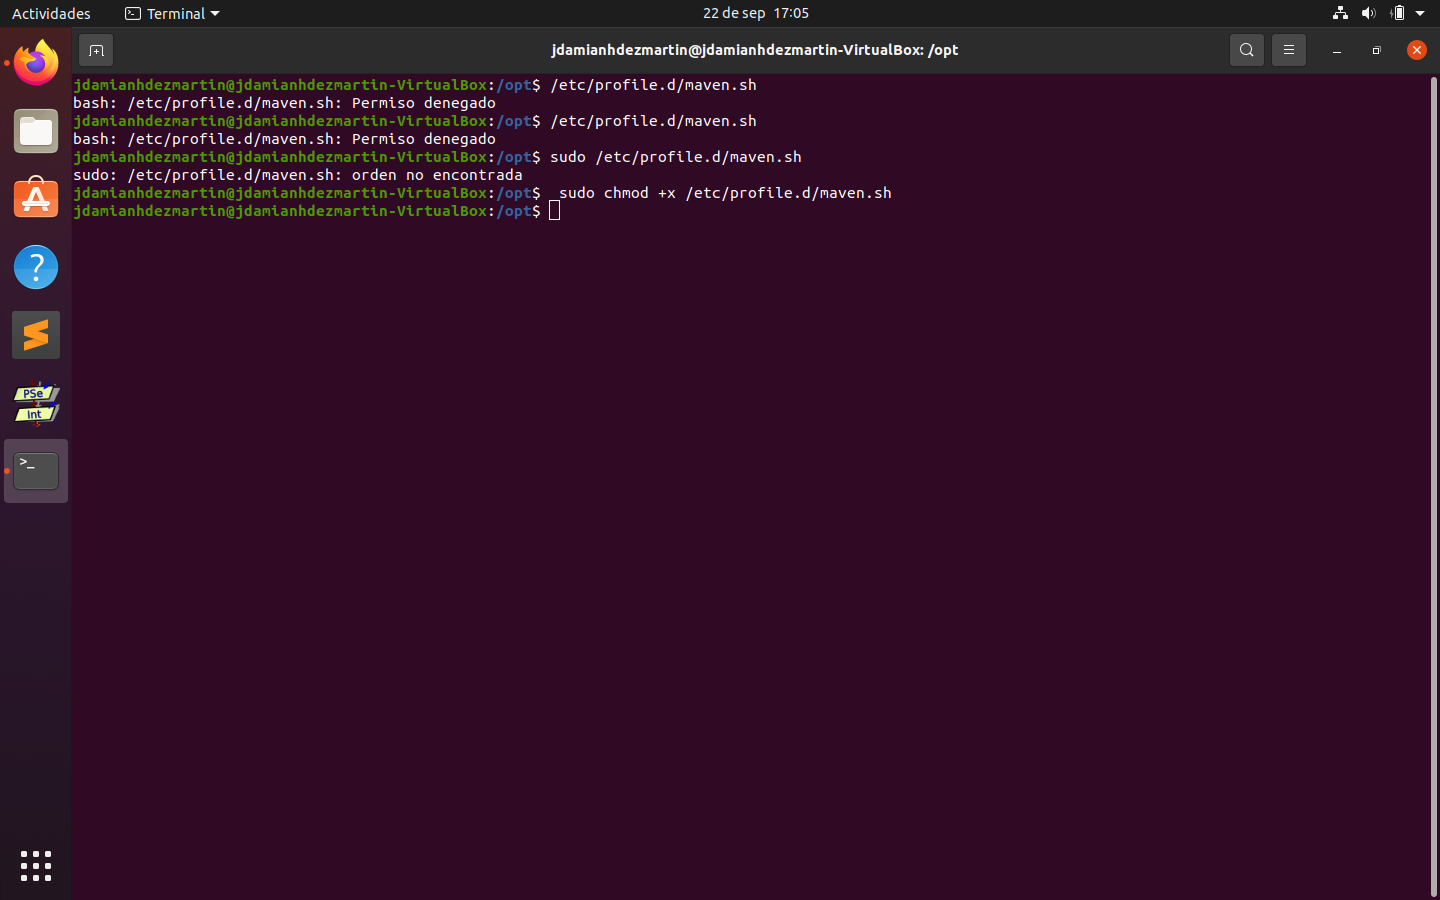 Actividades
Terminal
22 de sep 17:05
jdamianhdezmartin@jdamianhdezmartin-VirtualBox: /opt
jdamianhdezmartin@jdamianhdezmartin-VirtualBox:/opt$ /etc/profile.d/maven.sh
bash: /etc/profile.d/maven.sh: Permiso denegado
jdamianhdezmartin@jdamianhdezmartin-VirtualBox:/opt$ /etc/profile.d/maven.sh
bash: /etc/profile.d/maven.sh: Permiso denegado
jdamianhdezmartin@jdamianhdezmartin-VirtualBox:/opt$ sudo /etc/profile.d/maven.sh
sudo: /etc/profile.d/maven.sh: orden no encontrada
jdamianhdezmartin@jdamianhdezmartin-VirtualBox:/opt$  sudo chmod +x /etc/profile.d/maven.sh
jdamianhdezmartin@jdamianhdezmartin-VirtualBox:/opt$
PSe
Int